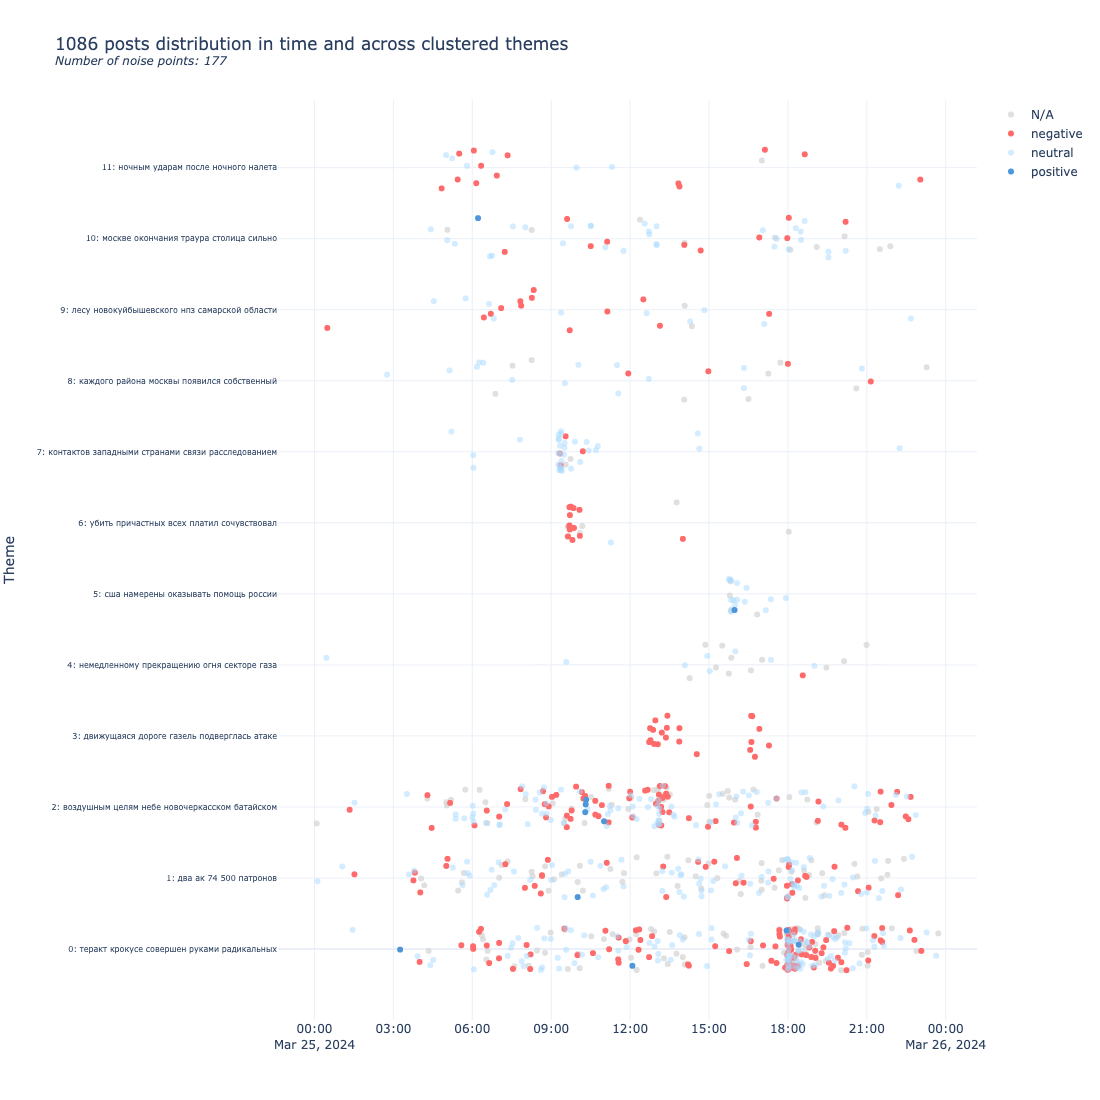 1086 posts distribution in time and across clustered themes
Number of noise points: 177
N/A
negative
neutral
positive
Theme
11: ночным ударам после ночного налета
10: москве окончания траура столица сильно
9: лесу новокуйбышевского нпз самарской области
8: каждого района москвы появился собственный
7: контактов западными странами связи расследованием
6: убить причастных всех платил сочувствовал
5: сша намерены оказывать помощь россии
4: немедленному прекращению огня секторе газа
3: движущаяся дороге газель подверглась атаке
2: воздушным целям небе новочеркасском батайском
1: два ак 74 500 патронов
0: теракт крокусе совершен руками радикальных
00:00 03:00 06:00 09:00 12:00 15:00 18:00 21:00 00:00
Mar 25, 2024 Mar 26, 2024